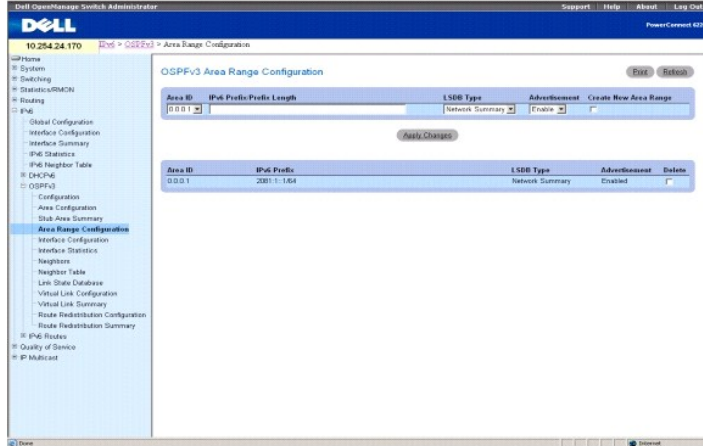 Dell OpenManage Switch Administrator
Support Help About Log Out
DELL
PowerConnect 622
10.254.24.170
IPv6 > OSPFv3 > Area Range Configuration
Home
System
Switching
Statistics/RMON
Routing
IPv6
Global Configuration
Interface Configuration
Interface Summary
IPv6 Statistics
IPv6 Neighbor Table
DHCPv6
OSPFv3
Configuration
Area Configuration
Stub Area Summary
Area Range Configuration
Interface Configuration
Interface Statistics
Neighbors
Neighbor Table
Link State Database
Virtual Link Configuration
Virtual Link Summary
Route Redistribution Configuration
Route Redistribution Summary
IPv6 Routes
Quality of Service
IP Multicast
OSPFv3 Area Range Configuration
Print Refresh
Area ID IPv6 Prefix/Prefix Length LSDB Type Advertisement Create New Area Range
0.0.0.1 Network Summary Enable
Apply Changes
Area ID IPv6 Prefix LSDB Type Advertisement Delete
0.0.0.1 Network Summary Enabled
Done
Internet